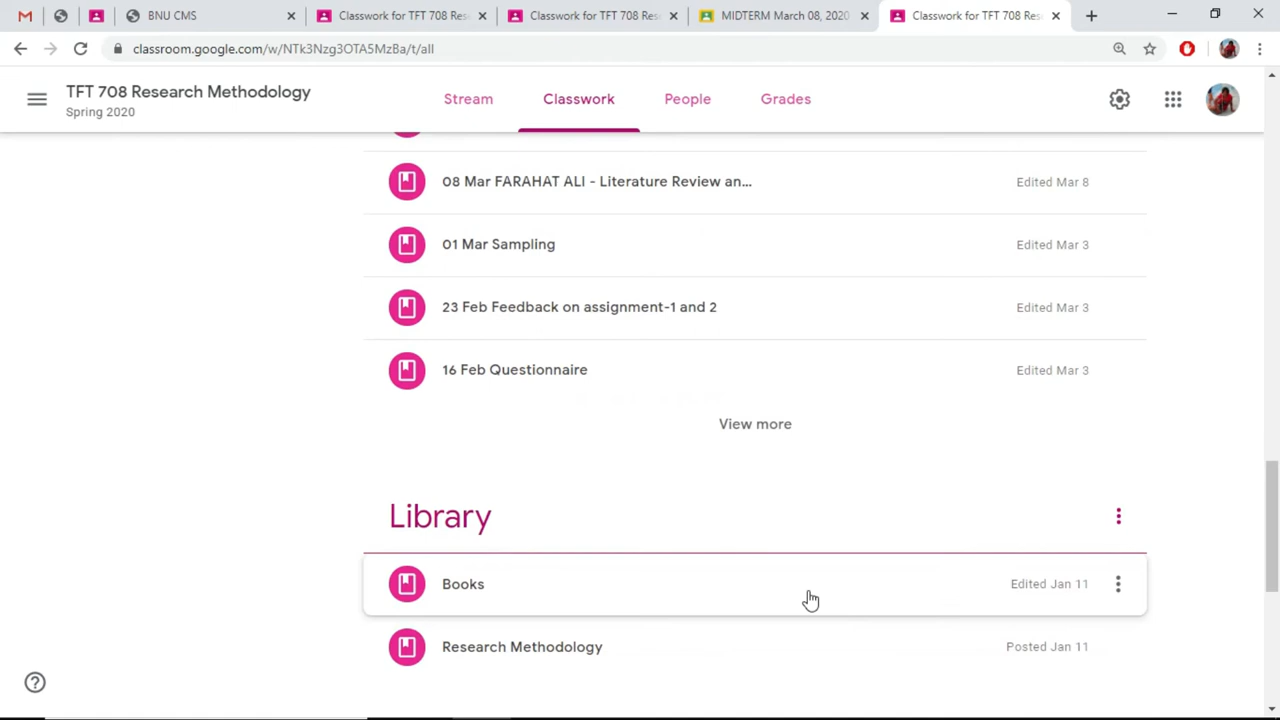 BNU CMS
Classwork for TFT 708 Res
Classwork for TFT 708 Res
MIDTERM March 08, 2020
Classwork for TFT 708 Res
classroom.google.com/w/NTk3Nzg3OTA5MzBa/t/all
TFT 708 Research Methodology
Spring 2020
Stream
Classwork
People
Grades
08 Mar FARAHAT ALI - Literature Review an...
Edited Mar 8
01 Mar Sampling
Edited Mar 3
23 Feb Feedback on assignment-1 and 2
Edited Mar 3
16 Feb Questionnaire
Edited Mar 3
View more
Library
Books
Edited Jan 11
Research Methodology
Posted Jan 11